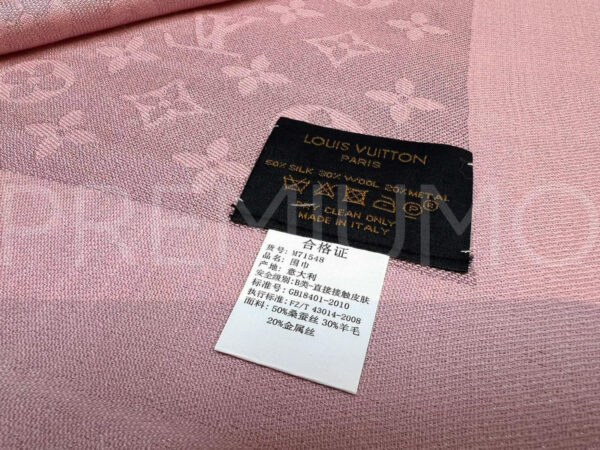 LOUIS VUITTON
PARIS
50% SILK 30% WOOL 20% METAL
DRY CLEAN ONLY
MADE IN ITALY
合格证
货号: M71548
品名: 围巾
产地: 意大利
安全级别:B类-直接接触皮肤
标准号: GB18401-2010
执行标准: FZ/T 43014-2008
面料: 50%桑蚕丝 30%羊毛
20%金属丝
PREMIUMO